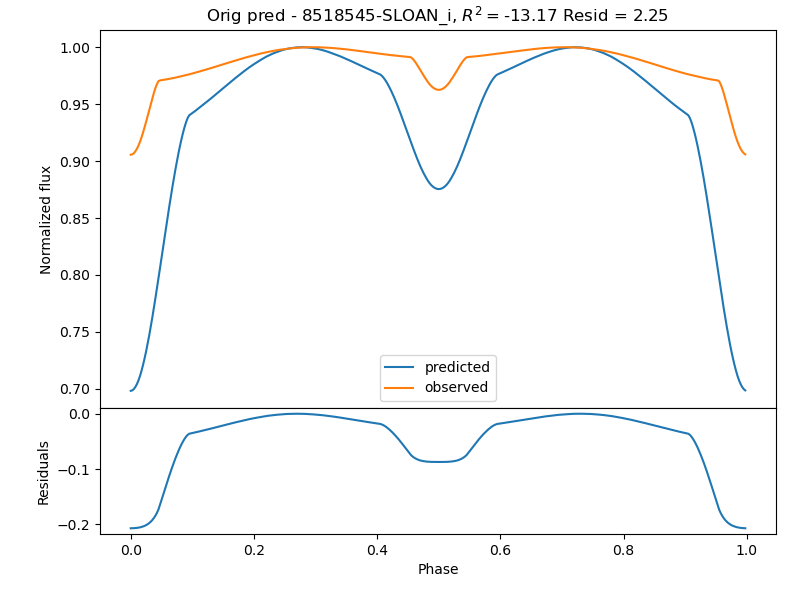 Orig pred - 8518545-SLOAN_i, R² = -13.17 Resid = 2.25
1.00
0.95
0.90
0.85
0.80
0.75
0.70
Normalized flux
predicted
observed
0.0
−0.1
−0.2
Residuals
0.0 0.2 0.4 0.6 0.8 1.0
Phase